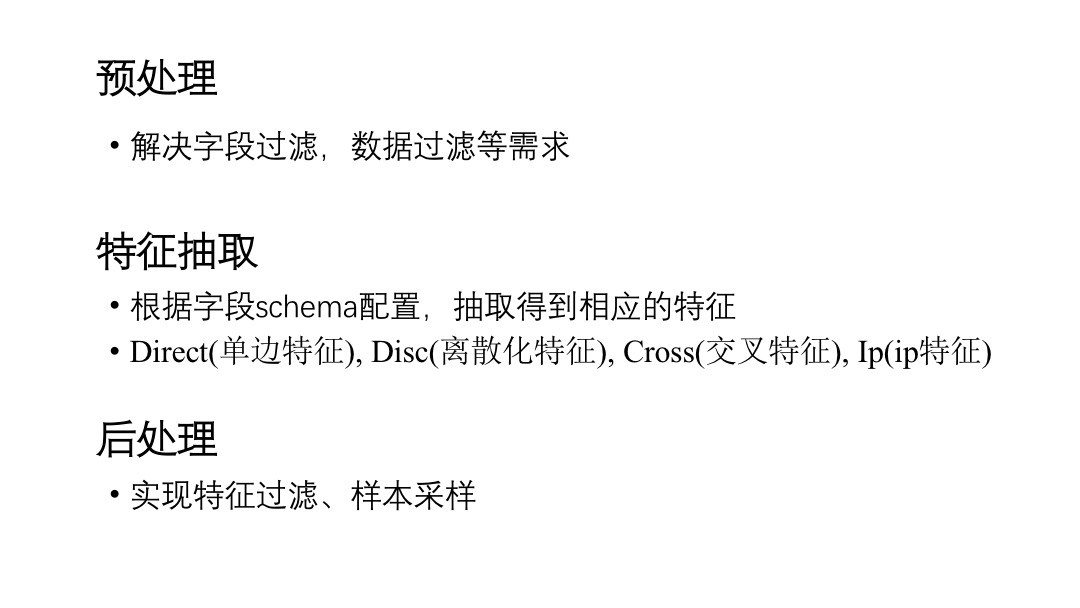 预处理
• 解决字段过滤，数据过滤等需求
特征抽取
• 根据字段schema配置，抽取得到相应的特征
• Direct(单边特征), Disc(离散化特征), Cross(交叉特征), Ip(ip特征)
后处理
• 实现特征过滤、样本采样